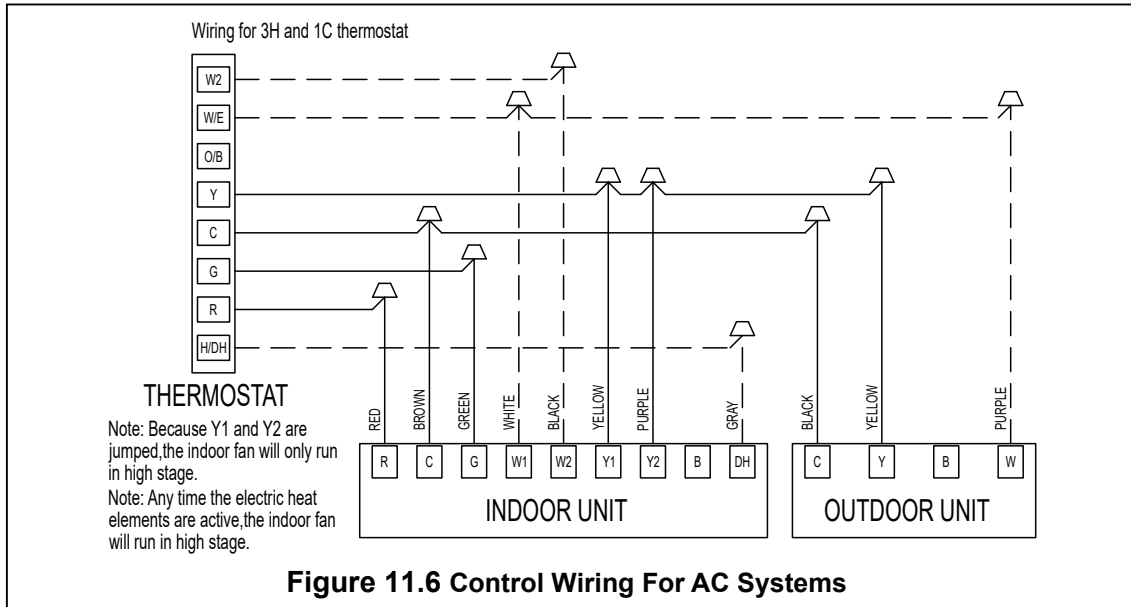 Wiring for 3H and 1C thermostat
W2
W/E
O/B
Y
C
G
R
H/DH
THERMOSTAT
Note: Because Y1 and Y2 are
jumped,the indoor fan will only run
in high stage.
Note: Any time the electric heat
elements are active,the indoor fan
will run in high stage.
RED
BROWN
GREEN
WHITE
BLACK
YELLOW
PURPLE
GRAY
R C G W1 W2 Y1 Y2 B DH
INDOOR UNIT
BLACK
YELLOW
PURPLE
C Y B W
OUTDOOR UNIT
Figure 11.6 Control Wiring For AC Systems